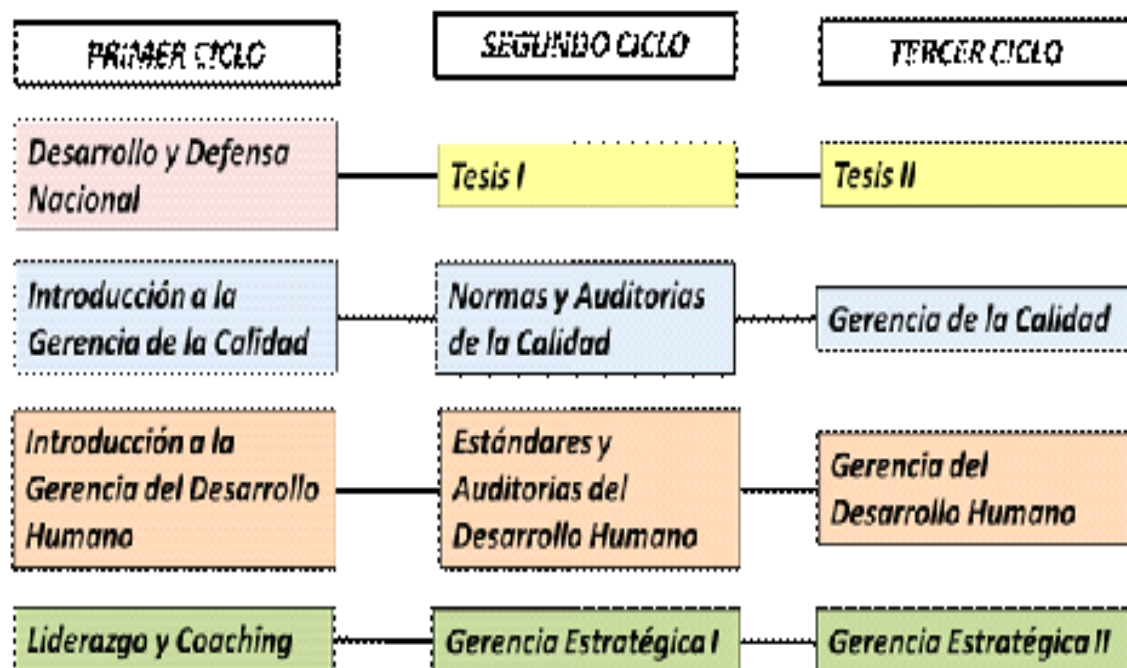 PRIMER CICLO
SEGUNDO CICLO
TERCER CICLO
Desarrollo y Defensa
Nacional
Tesis I
Tesis II
Introducción a la
Gerencia de la Calidad
Normas y Auditorias
de la Calidad
Gerencia de la Calidad
Introducción a la
Gerencia del Desarrollo
Humano
Estándares y
Auditorias del
Desarrollo Humano
Gerencia del
Desarrollo Humano
Liderazgo y Coaching
Gerencia Estratégica I
Gerencia Estratégica II